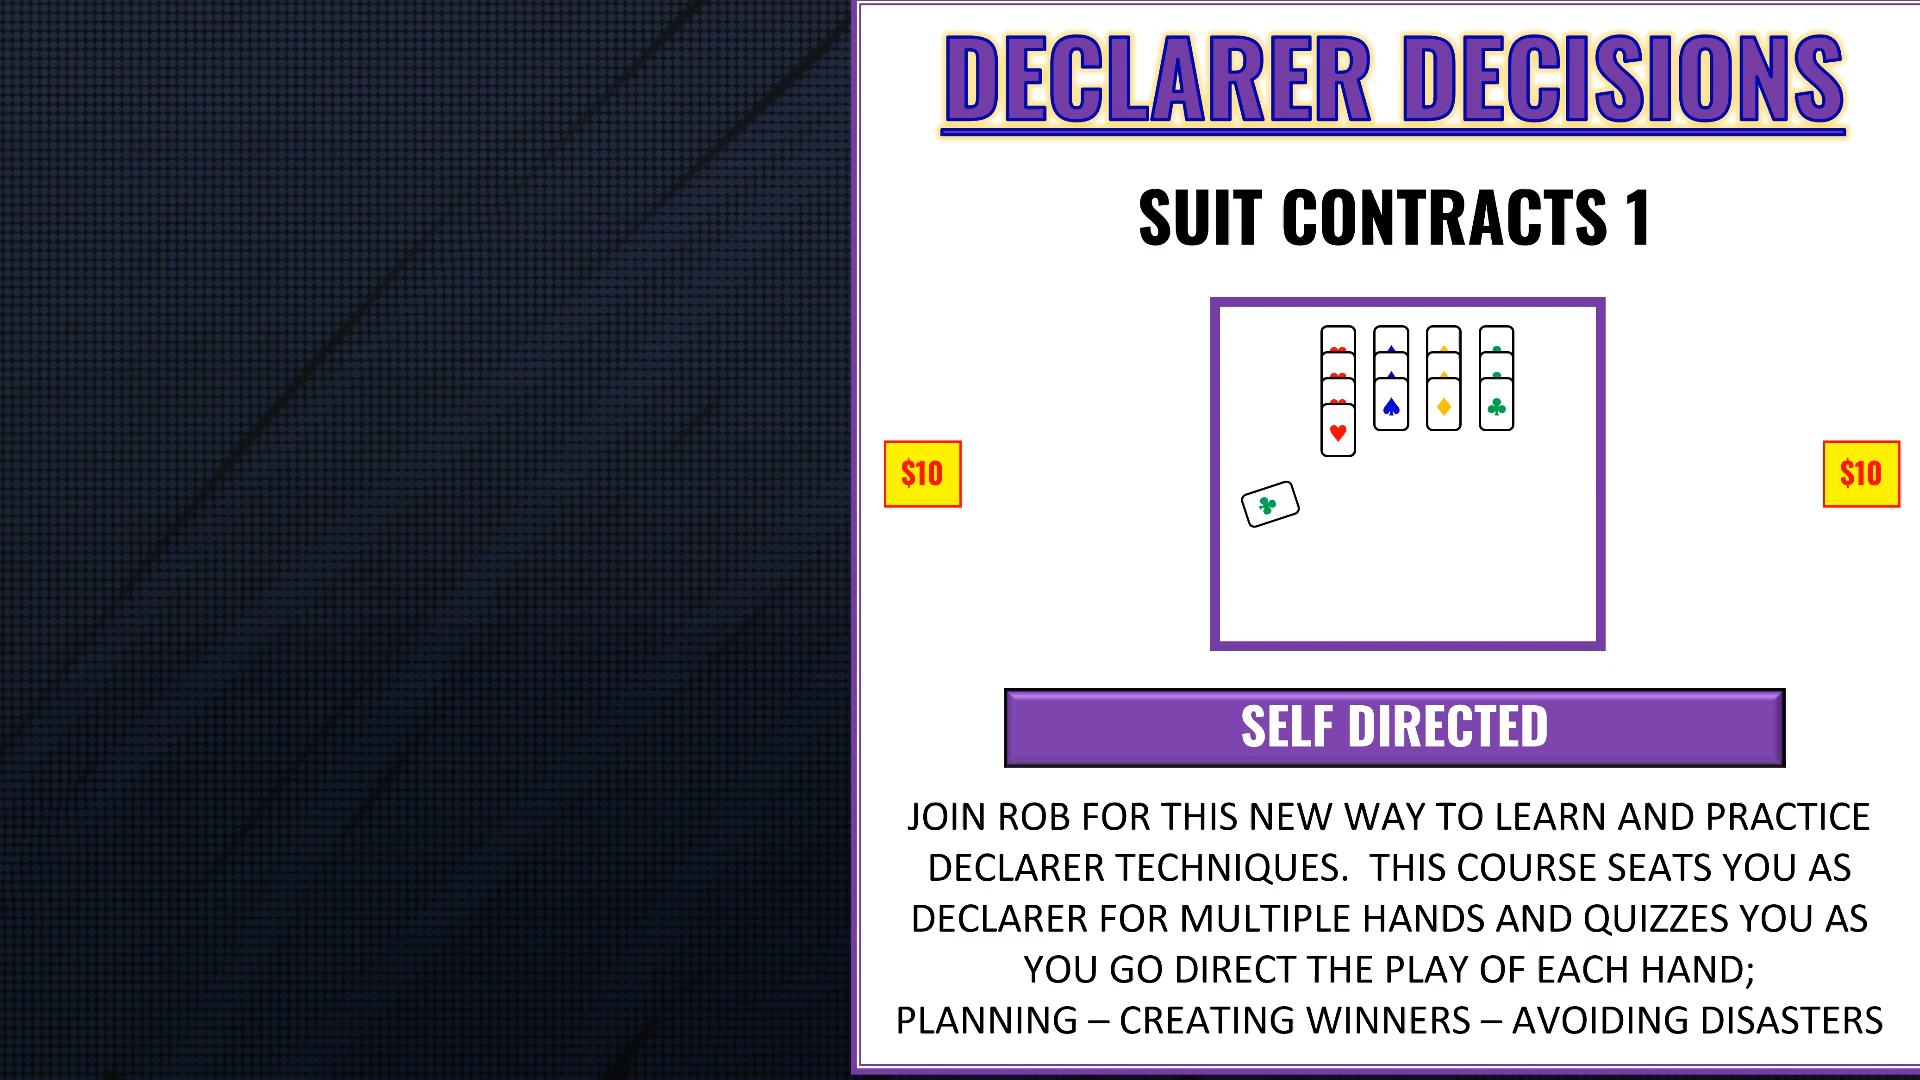 DECLARER DECISIONS
SUIT CONTRACTS 1
$10
$10
SELF DIRECTED
JOIN ROB FOR THIS NEW WAY TO LEARN AND PRACTICE
DECLARER TECHNIQUES.  THIS COURSE SEATS YOU AS
DECLARER FOR MULTIPLE HANDS AND QUIZZES YOU AS
YOU GO DIRECT THE PLAY OF EACH HAND;
PLANNING – CREATING WINNERS – AVOIDING DISASTERS